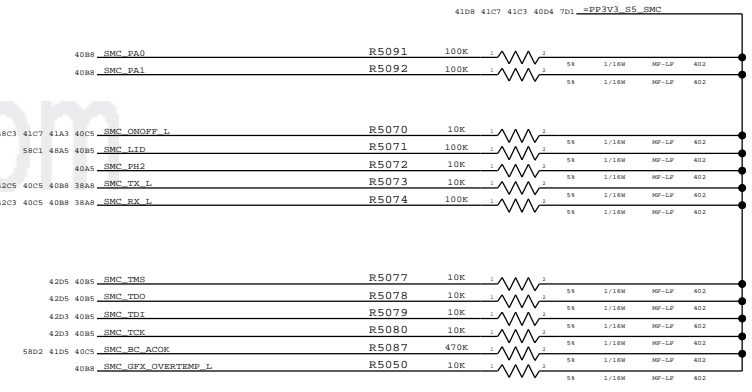 41D8 41C7 41C3 40D4 7D1 =PP3V3_S5_SMC
40B8 SMC_PA0 R5091 100K 1 2
5% 1/16W MF-LF 402
40B8 SMC_PA1 R5092 100K 1 2
5% 1/16W MF-LF 402
om
8C3 41C7 41A3 40C5 SMC_ONOFF_L R5070 10K 1 2
5% 1/16W MF-LF 402
58C1 48A5 40B5 SMC_LID R5071 100K 1 2
5% 1/16W MF-LF 402
40A5 SMC_PH2 R5072 10K 1 2
5% 1/16W MF-LF 402
2C5 40C5 40B8 38A8 SMC_TX_L R5073 10K 1 2
5% 1/16W MF-LF 402
2C3 40C5 40B8 38A8 SMC_RX_L R5074 100K 1 2
5% 1/16W MF-LF 402
42D5 40B5 SMC_TMS R5077 10K 1 2
5% 1/16W MF-LF 402
42D5 40B5 SMC_TDO R5078 10K 1 2
5% 1/16W MF-LF 402
42D3 40B5 SMC_TDI R5079 10K 1 2
5% 1/16W MF-LF 402
42D3 40B5 SMC_TCK R5080 10K 1 2
5% 1/16W MF-LF 402
58D2 41D5 40C5 SMC_BC_ACOK R5087 470K 1 2
5% 1/16W MF-LF 402
40B8 SMC_GFX_OVERTEMP_L R5050 10K 1 2
5% 1/16W MF-LF 402